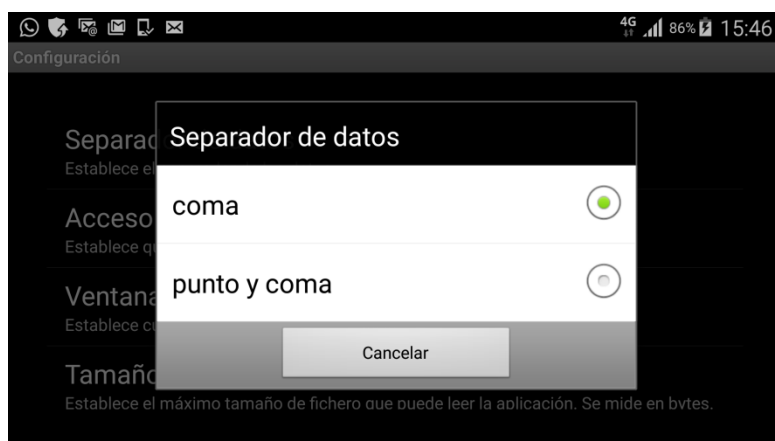 4G 86% 15:46
Configuración
Separador de datos
Separad
Establece el
coma
Acceso
Establece q
punto y coma
Ventana
Establece cu
Cancelar
Tamaño
Establece el máximo tamaño de fichero que puede leer la aplicación. Se mide en bytes.